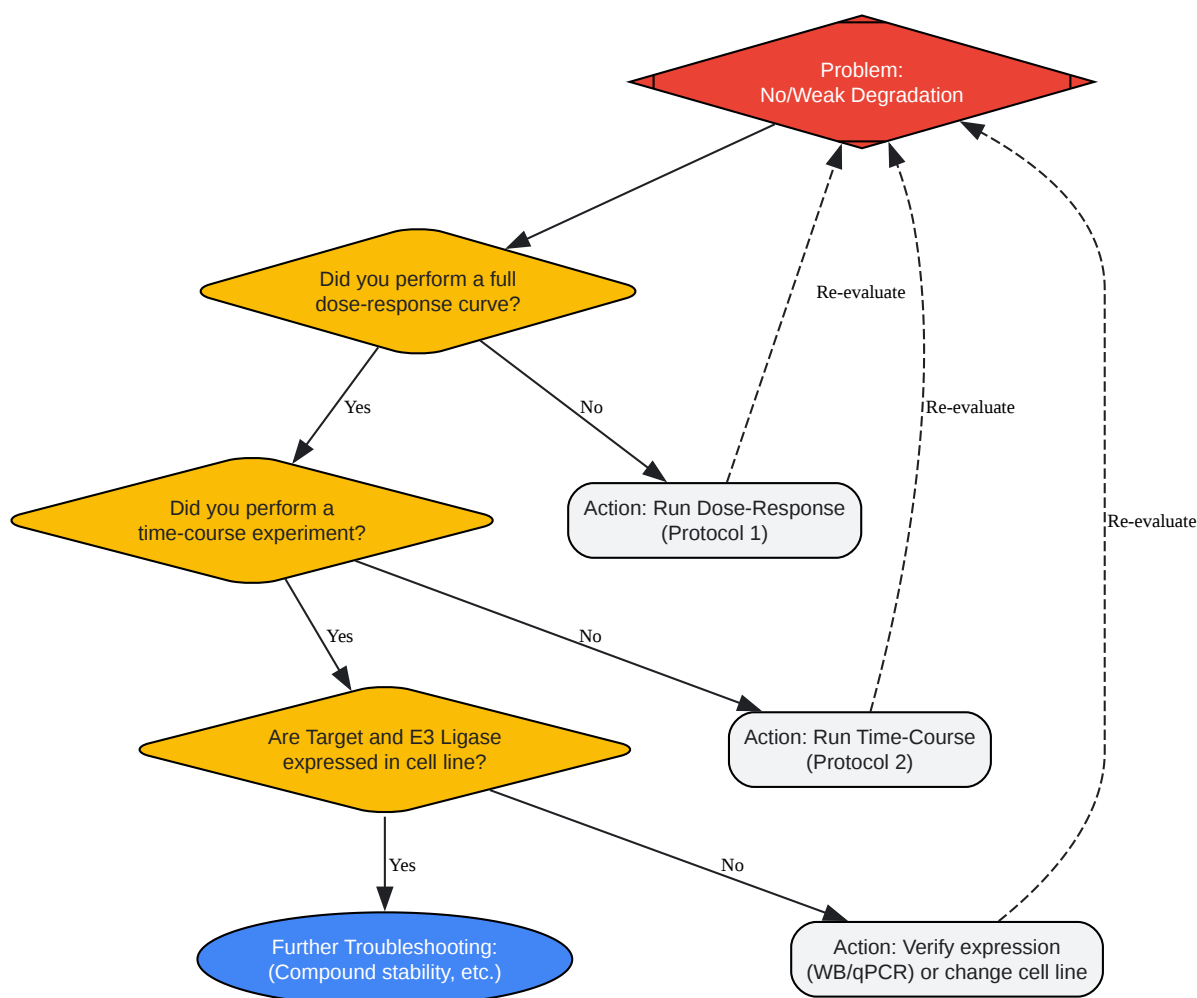 Problem:
No/Weak Degradation
Did you perform a full
dose-response curve?
Re-evaluate
Yes
No
Re-evaluate
Did you perform a
time-course experiment?
Action: Run Dose-Response
(Protocol 1)
Re-evaluate
Yes
No
Are Target and E3 Ligase
expressed in cell line?
Action: Run Time-Course
(Protocol 2)
Yes
No
Further Troubleshooting:
(Compound stability, etc.)
Action: Verify expression
(WB/qPCR) or change cell line